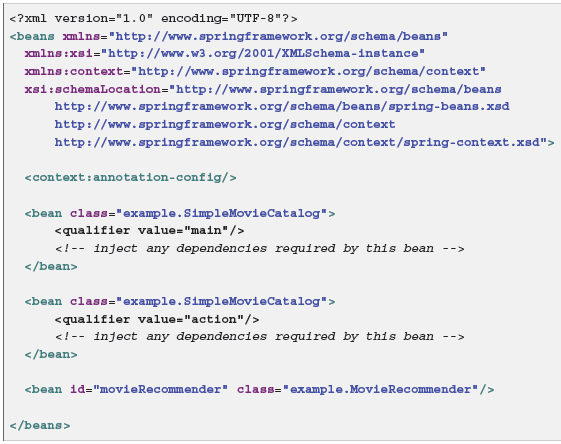 <?xml version="1.0" encoding="UTF-8"?>
<beans xmlns="http://www.springframework.org/schema/beans"
xmlns:xsi="http://www.w3.org/2001/XMLSchema-instance"
xmlns:context="http://www.springframework.org/schema/context"
xsi:schemaLocation="http://www.springframework.org/schema/beans
http://www.springframework.org/schema/beans/spring-beans.xsd
http://www.springframework.org/schema/context
http://www.springframework.org/schema/context/spring-context.xsd">
<context:annotation-config/>
<bean class="example.SimpleMovieCatalog">
<qualifier value="main"/>
<!-- inject any dependencies required by this bean -->
</bean>
<bean class="example.SimpleMovieCatalog">
<qualifier value="action"/>
<!-- inject any dependencies required by this bean -->
</bean>
<bean id="movieRecommender" class="example.MovieRecommender"/>
</beans>